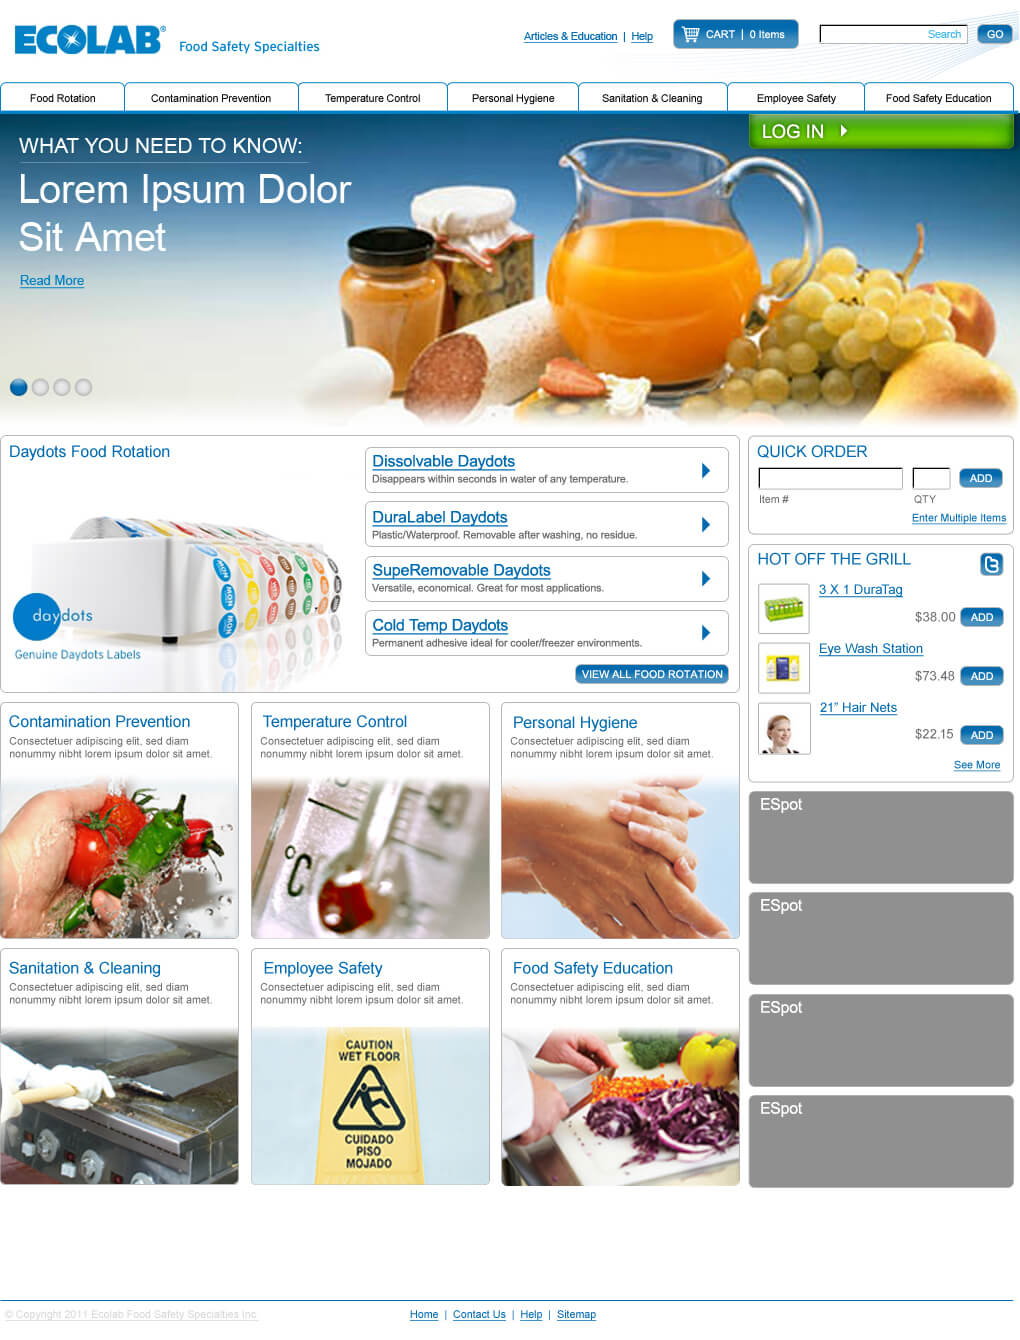 ECOLAB®
Food Safety Specialties
Articles & Education | Help
CART | 0 Items
Search
GO
Food Rotation
Contamination Prevention
Temperature Control
Personal Hygiene
Sanitation & Cleaning
Employee Safety
Food Safety Education
LOG IN
WHAT YOU NEED TO KNOW:
Lorem Ipsum Dolor
Sit Amet
Read More
Daydots Food Rotation
daydots
Genuine Daydots Labels
MON
MON
MON
Dissolvable Daydots
Disappears within seconds in water of any temperature.
DuraLabel Daydots
Plastic/Waterproof. Removable after washing, no residue.
SupeRemovable Daydots
Versatile, economical. Great for most applications.
Cold Temp Daydots
Permanent adhesive ideal for cooler/freezer environments.
VIEW ALL FOOD ROTATION
QUICK ORDER
ADD
Item #
QTY
Enter Multiple Items
HOT OFF THE GRILL
3 X 1 DuraTag
$38.00
ADD
Eye Wash Station
$73.48
ADD
21” Hair Nets
$22.15
ADD
See More
ESpot
ESpot
ESpot
ESpot
Contamination Prevention
Consectetuer adipiscing elit, sed diam
nonummy nibht lorem ipsum dolor sit amet.
Temperature Control
Consectetuer adipiscing elit, sed diam
nonummy nibht lorem ipsum dolor sit amet.
°C
Personal Hygiene
Consectetuer adipiscing elit, sed diam
nonummy nibht lorem ipsum dolor sit amet.
Sanitation & Cleaning
Consectetuer adipiscing elit, sed diam
nonummy nibht lorem ipsum dolor sit amet.
Employee Safety
Consectetuer adipiscing elit, sed diam
nonummy nibht lorem ipsum dolor sit amet.
CAUTION
WET FLOOR
CUIDADO
PISO
MOJADO
Food Safety Education
Consectetuer adipiscing elit, sed diam
nonummy nibht lorem ipsum dolor sit amet.
© Copyright 2011 Ecolab Food Safety Specialties Inc
Home | Contact Us | Help | Sitemap